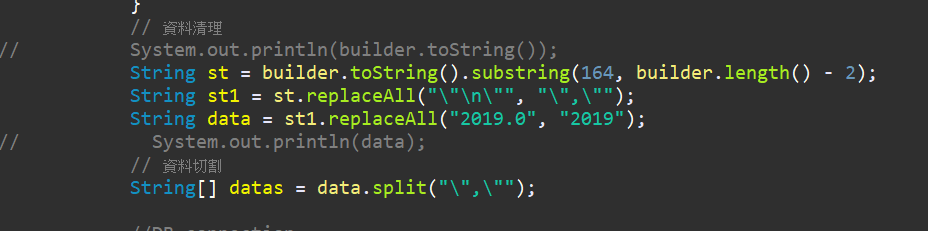 }
// 資料清理
// System.out.println(builder.toString());
String st = builder.toString().substring(164, builder.length() - 2);
String st1 = st.replaceAll("\"\n\"", "\",\"");
String data = st1.replaceAll("2019.0", "2019");
// System.out.println(data);
// 資料切割
String[] datas = data.split("\",\"");
//DB connection